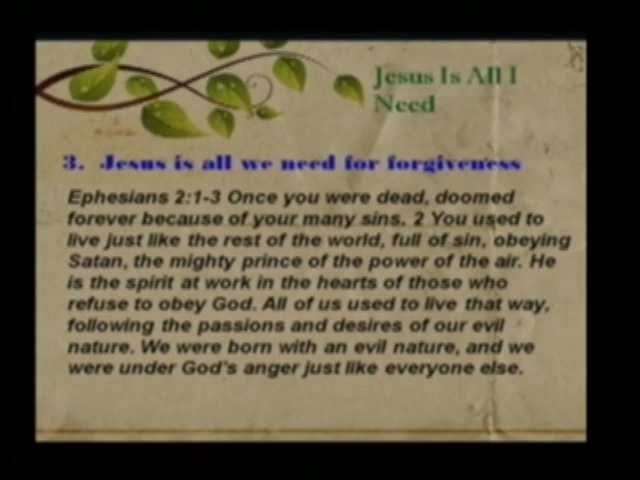 Jesus Is All I
Need
3. Jesus is all we need for forgiveness
Ephesians 2:1-3 Once you were dead, doomed
forever because of your many sins. 2 You used to
live just like the rest of the world, full of sin, obeying
Satan, the mighty prince of the power of the air. He
is the spirit at work in the hearts of those who
refuse to obey God. All of us used to live that way,
following the passions and desires of our evil
nature. We were born with an evil nature, and we
were under God's anger just like everyone else.